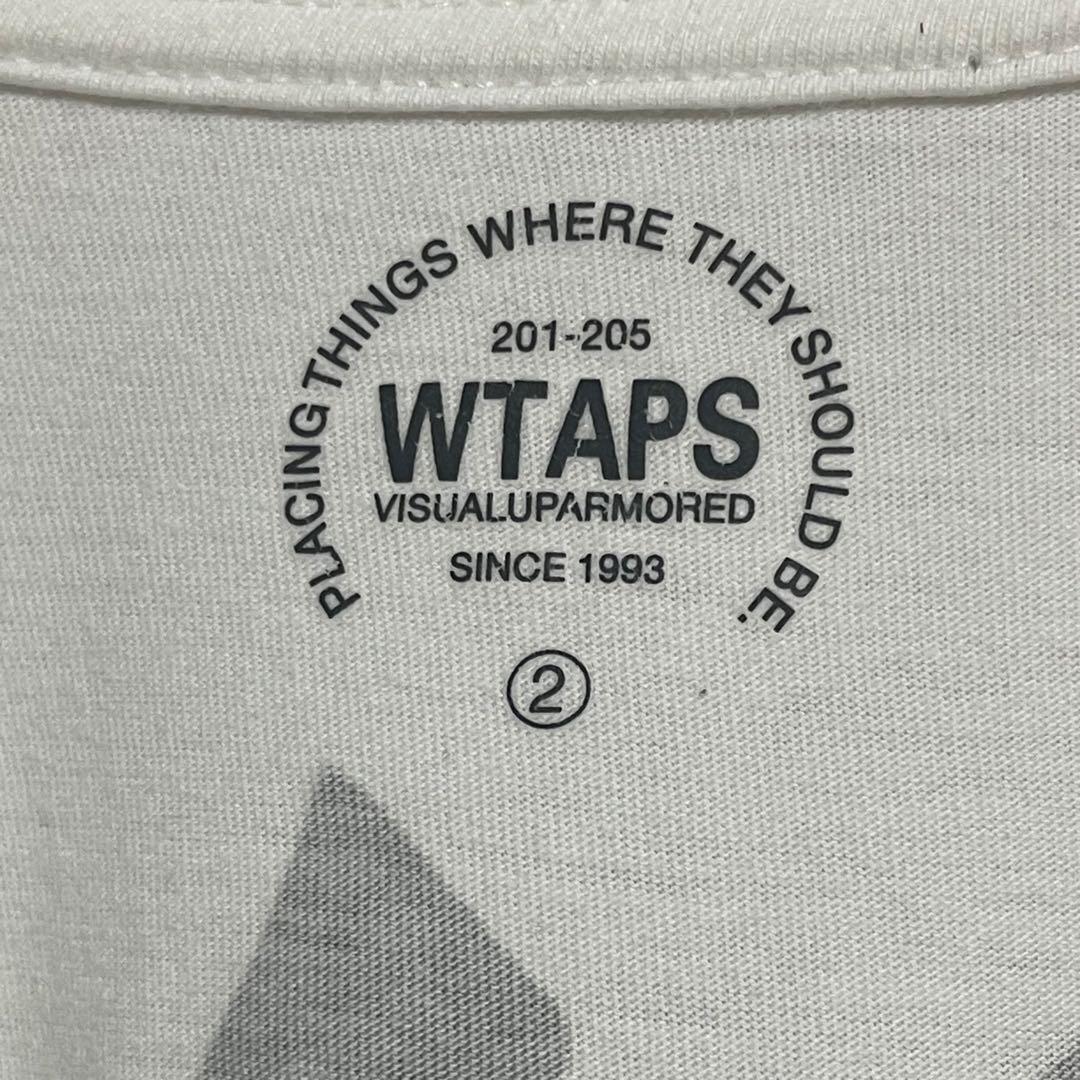 PLACING THINGS WHERE THEY SHOULD BE.
201-205
WTAPS
VISUALUPARMORED
SINCE 1993
2